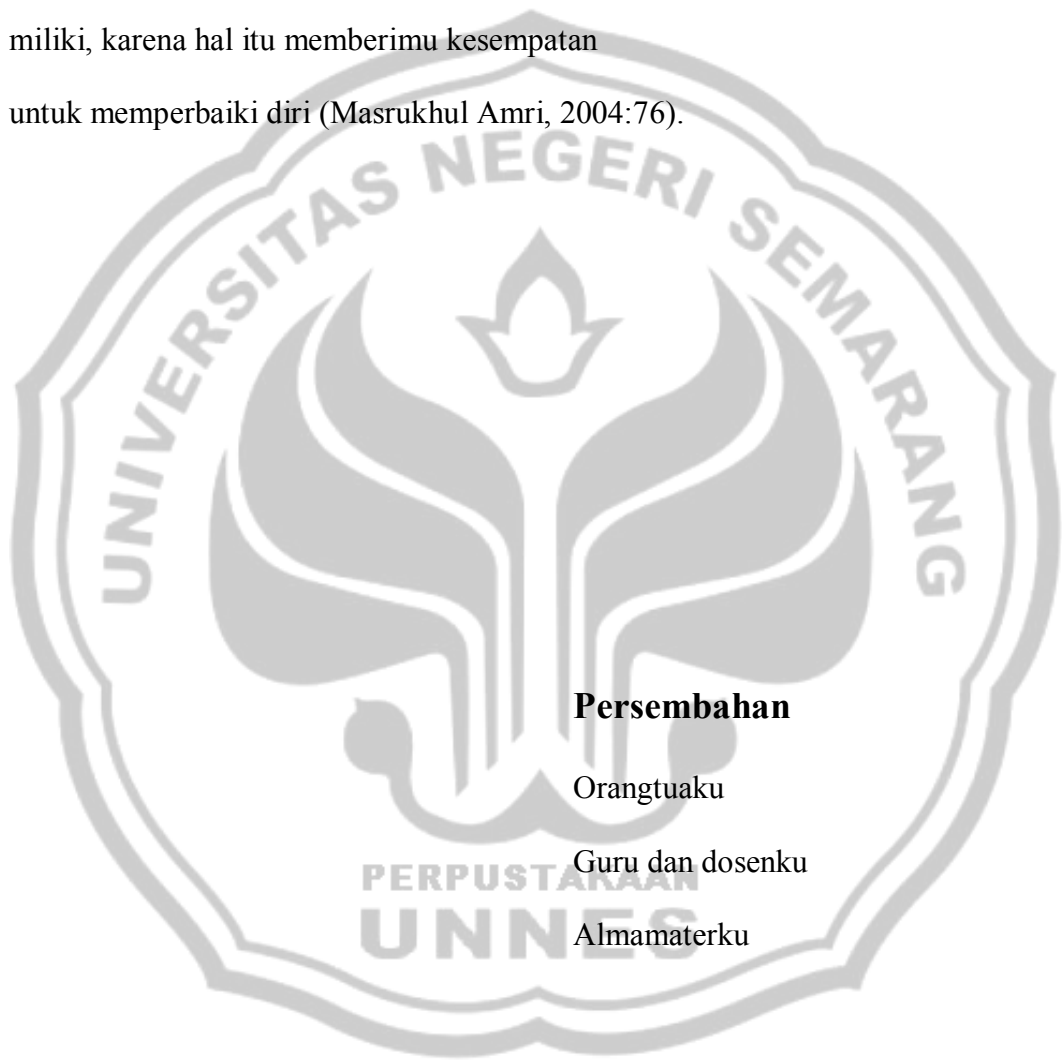 miliki, karena hal itu memberimu kesempatan
untuk memperbaiki diri (Masrukhul Amri, 2004:76).
UNIVERSITAS NEGERI SEMARANG
Persembahan
Orangtuaku
Guru dan dosenku
PERPUSTAKAAN
UNNES
Almamaterku